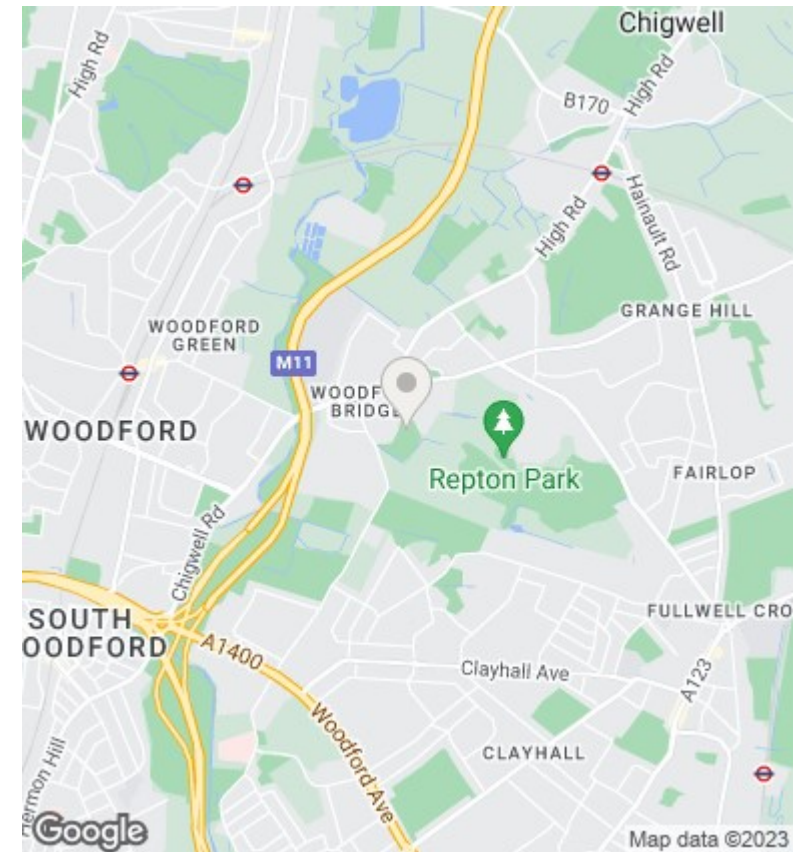 Chigwell
High Rd
B170
High Rd
Hainault Rd
High Rd
GRANGE HILL
WOODFORD
GREEN
M11
WOODF
BRIDGE
WOODFORD
Repton Park
FAIRLOP
Chigwell Rd
SOUTH
OODFORD
FULLWELL CRO
A1400
Clayhall Ave
A123
Woodford Ave
CLAYHALL
Hermon Hill
Google
Map data ©2023